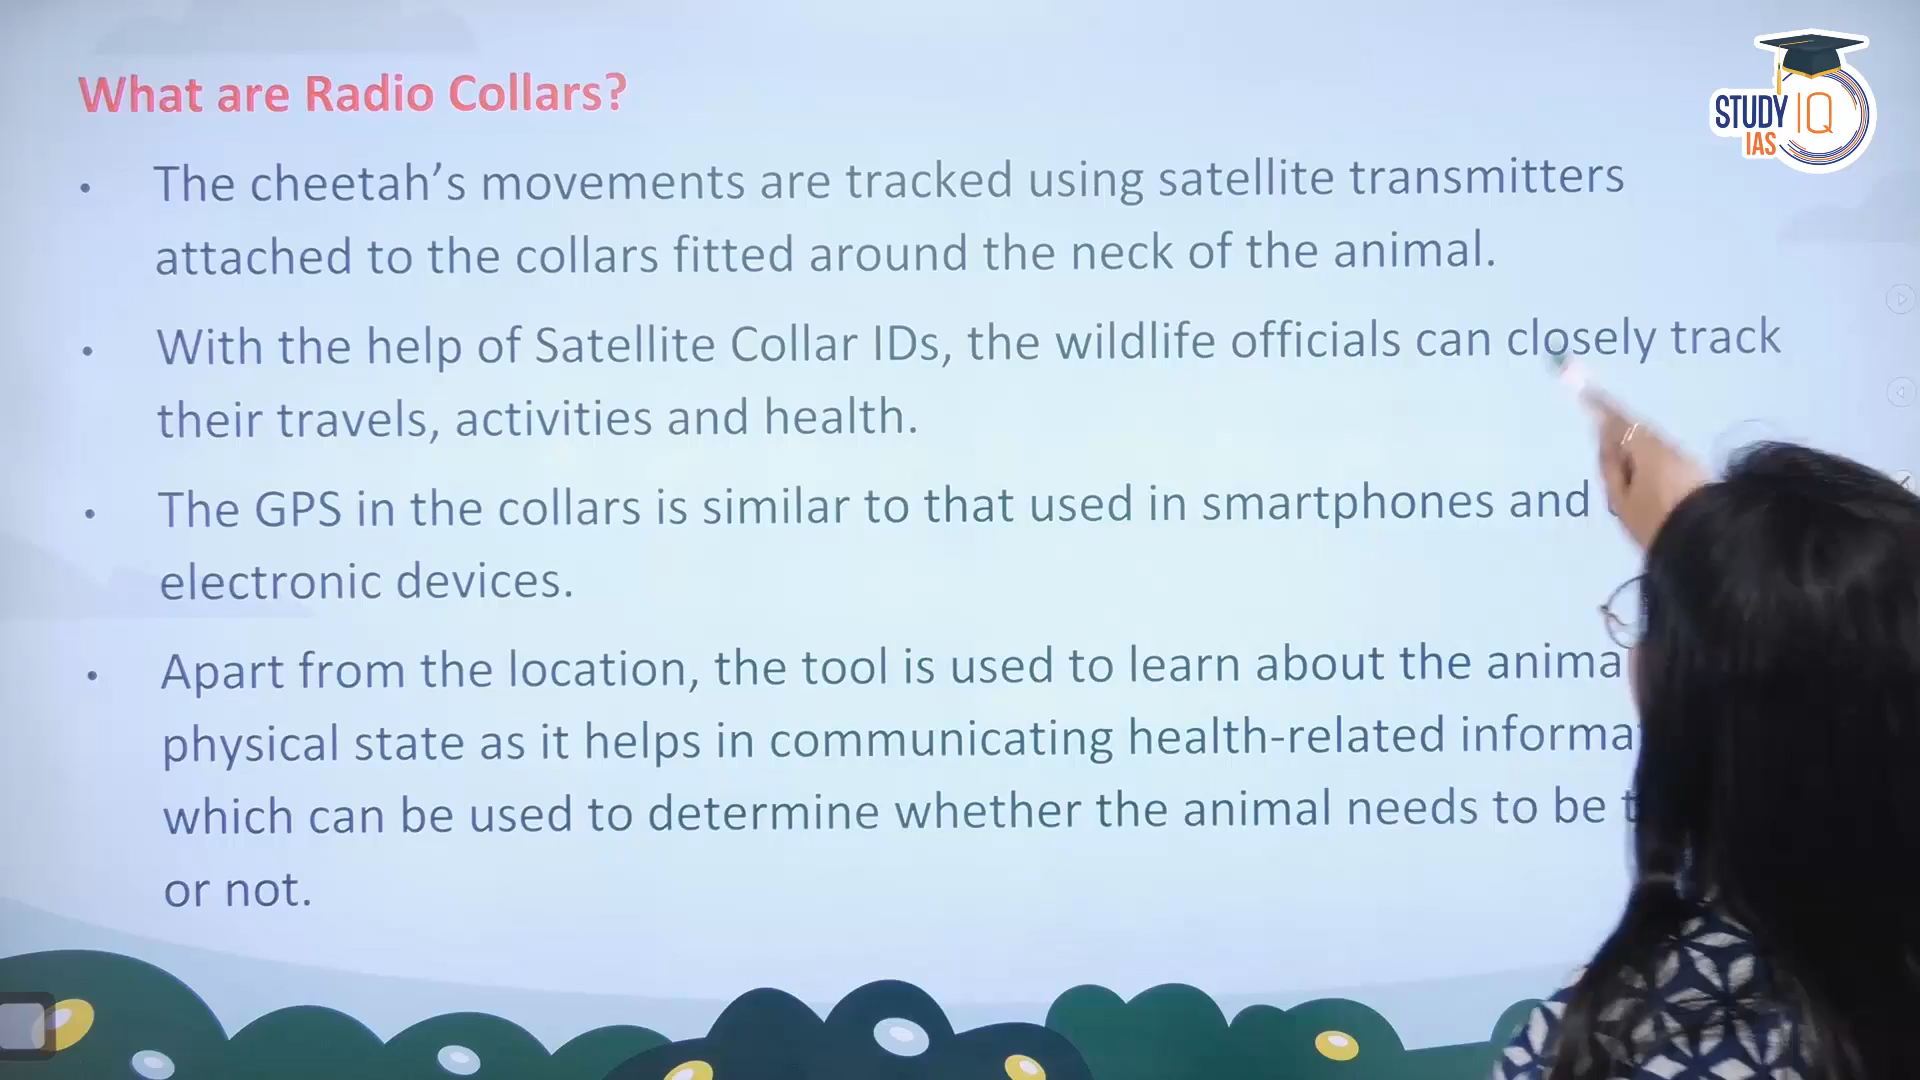 What are Radio Collars?
STUDY IQ
IAS
• The cheetah’s movements are tracked using satellite transmitters
attached to the collars fitted around the neck of the animal.
• With the help of Satellite Collar IDs, the wildlife officials can closely track
their travels, activities and health.
• The GPS in the collars is similar to that used in smartphones and
electronic devices.
• Apart from the location, the tool is used to learn about the
physical state as it helps in communicating health-related
which can be used to determine whether the animal needs to be
or not.